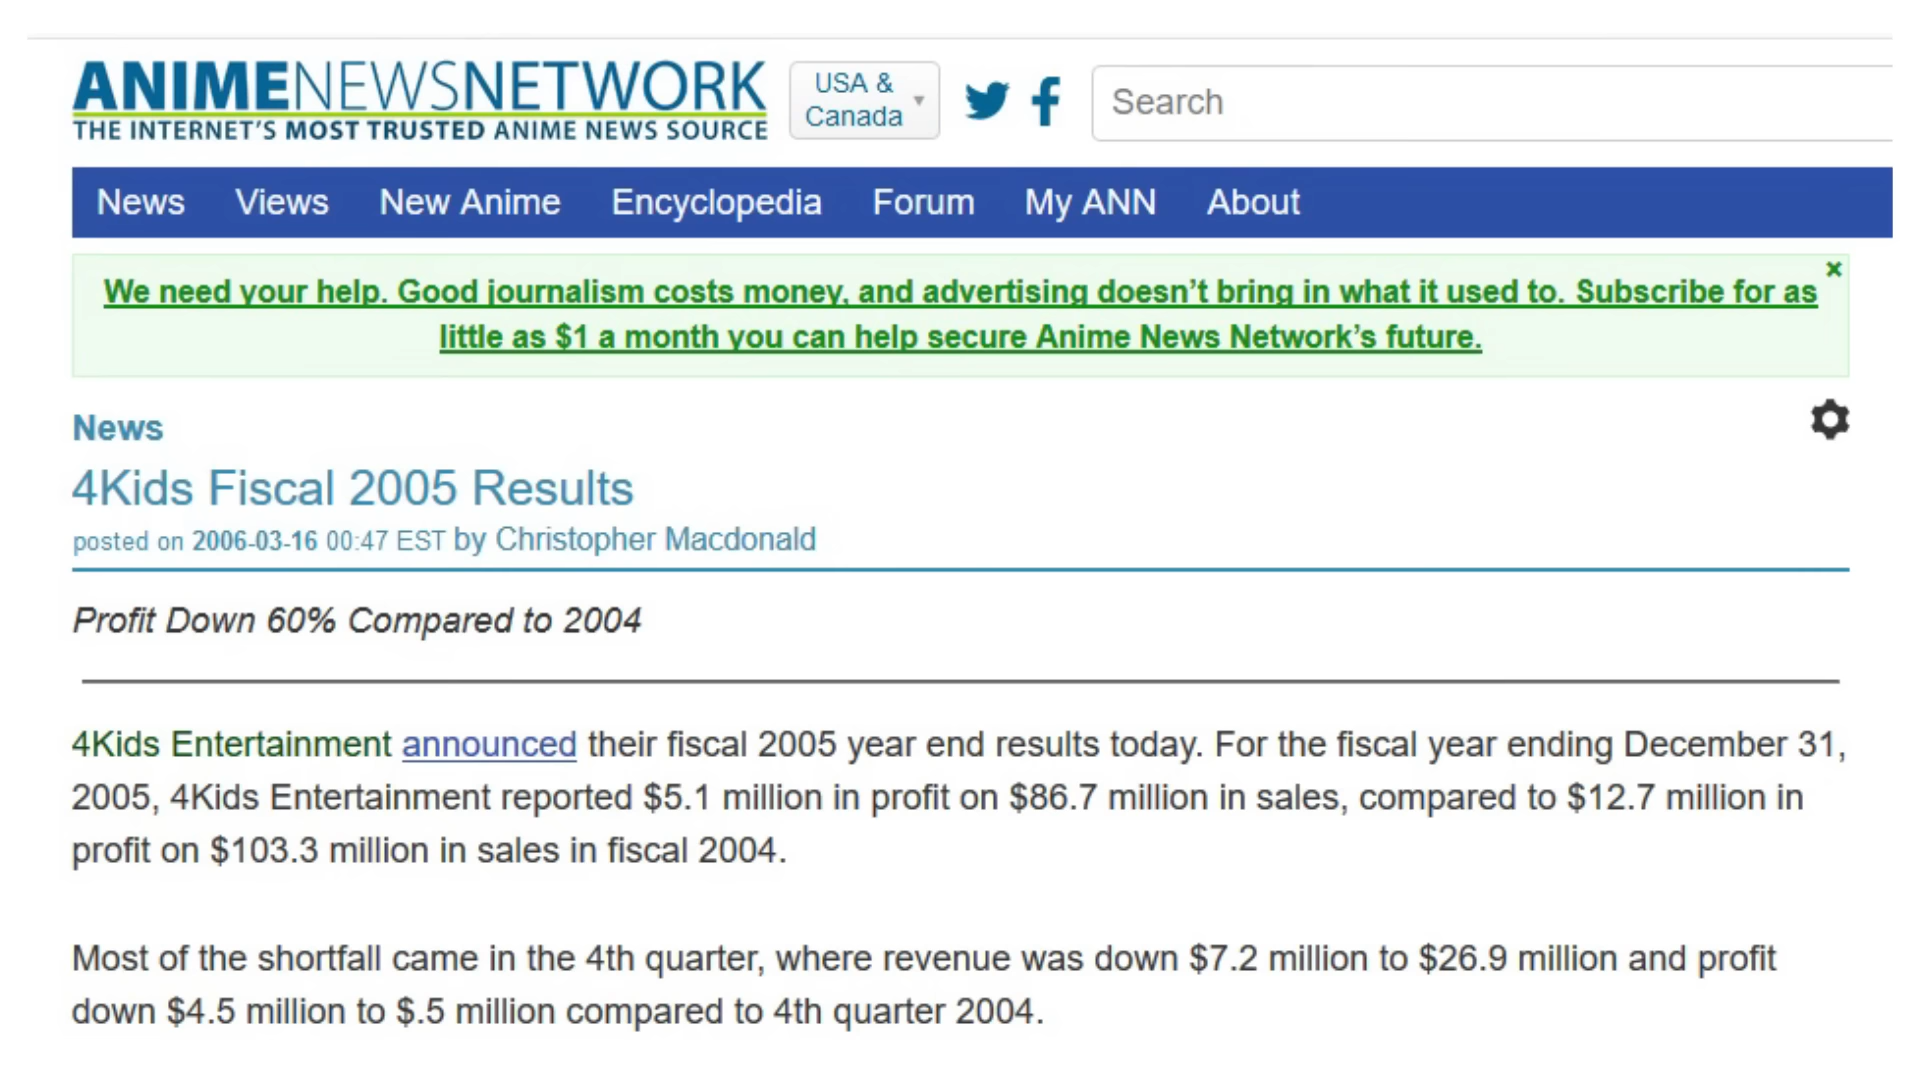 ANIMENEWSNETWORK
THE INTERNET'S MOST TRUSTED ANIME NEWS SOURCE
USA &
Canada
Search
News Views New Anime Encyclopedia Forum My ANN About
We need your help. Good journalism costs money, and advertising doesn't bring in what it used to. Subscribe for as
little as $1 a month you can help secure Anime News Network's future.
News
4Kids Fiscal 2005 Results
posted on 2006-03-16 00:47 EST by Christopher Macdonald
Profit Down 60% Compared to 2004
4Kids Entertainment announced their fiscal 2005 year end results today. For the fiscal year ending December 31,
2005, 4Kids Entertainment reported $5.1 million in profit on $86.7 million in sales, compared to $12.7 million in
profit on $103.3 million in sales in fiscal 2004.
Most of the shortfall came in the 4th quarter, where revenue was down $7.2 million to $26.9 million and profit
down $4.5 million to $.5 million compared to 4th quarter 2004.